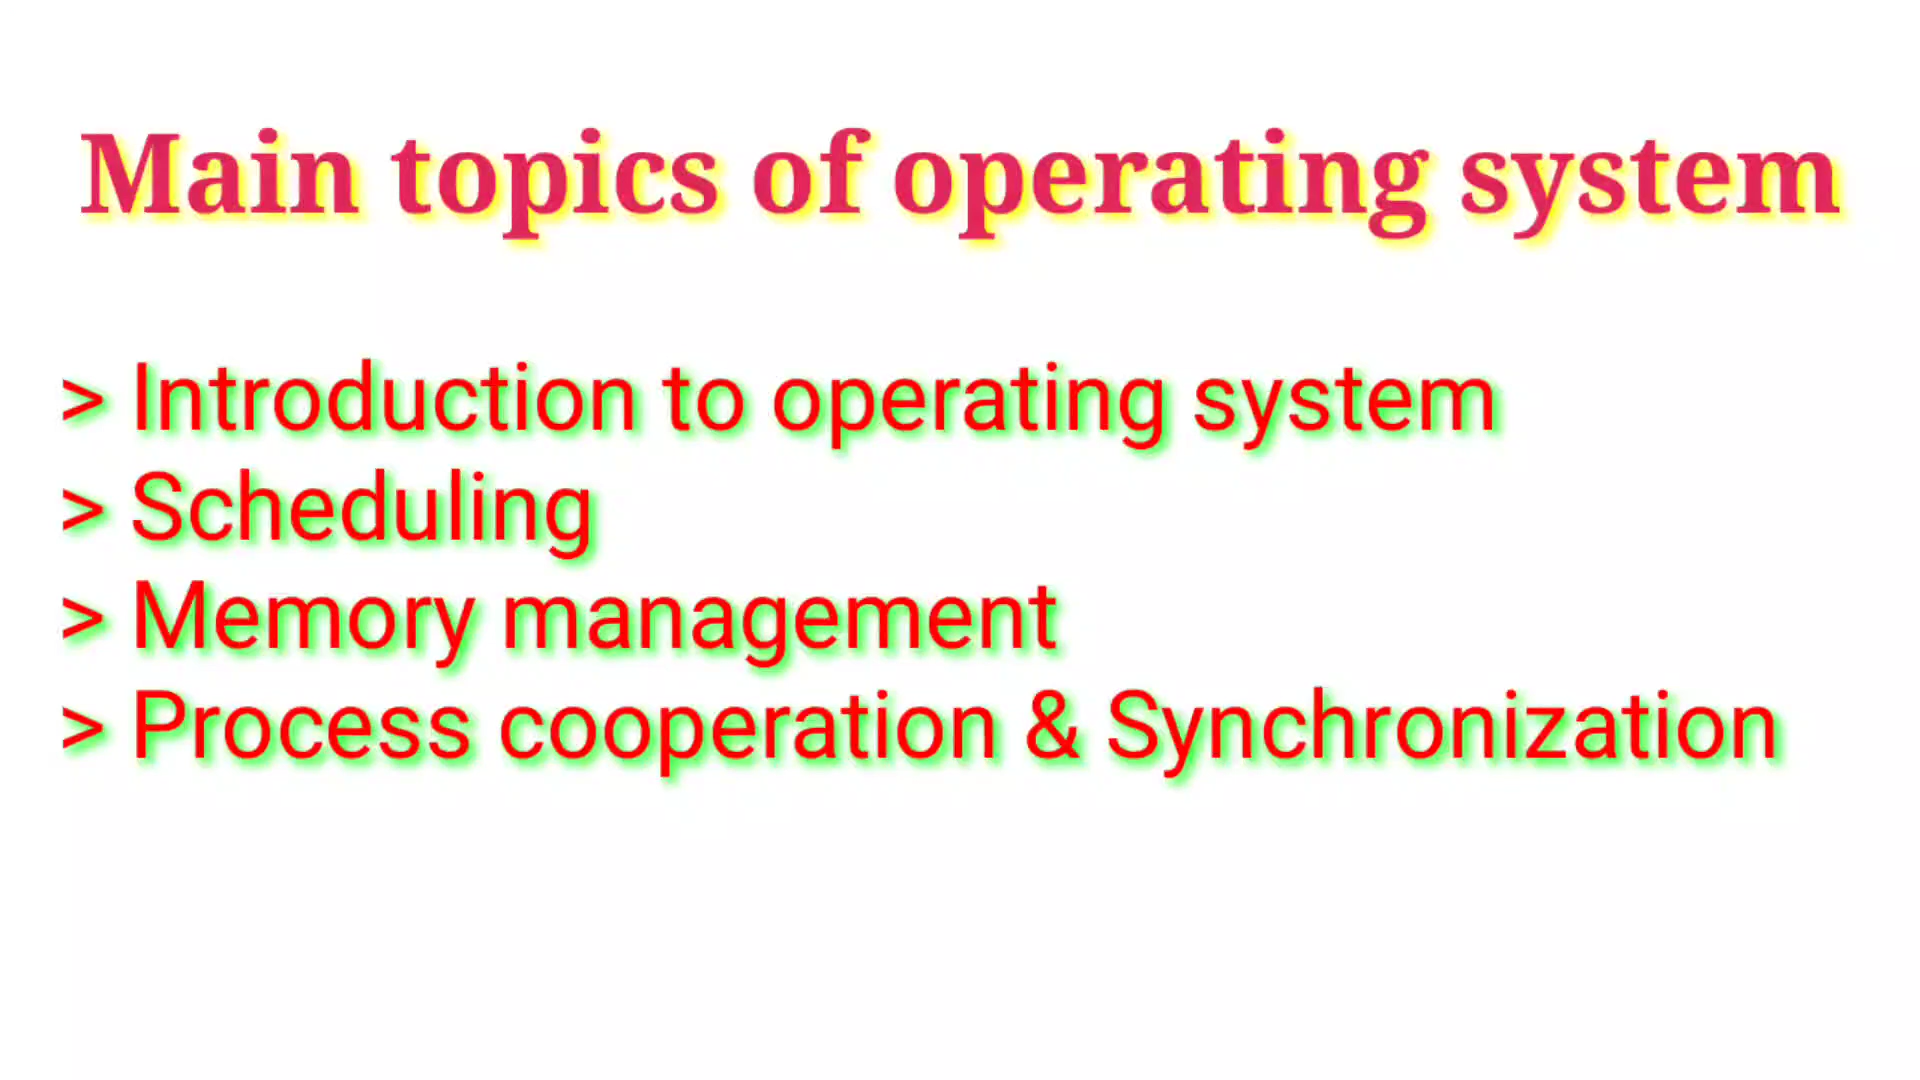 Main topics of operating system
> Introduction to operating system
> Scheduling
> Memory management
> Process cooperation & Synchronization